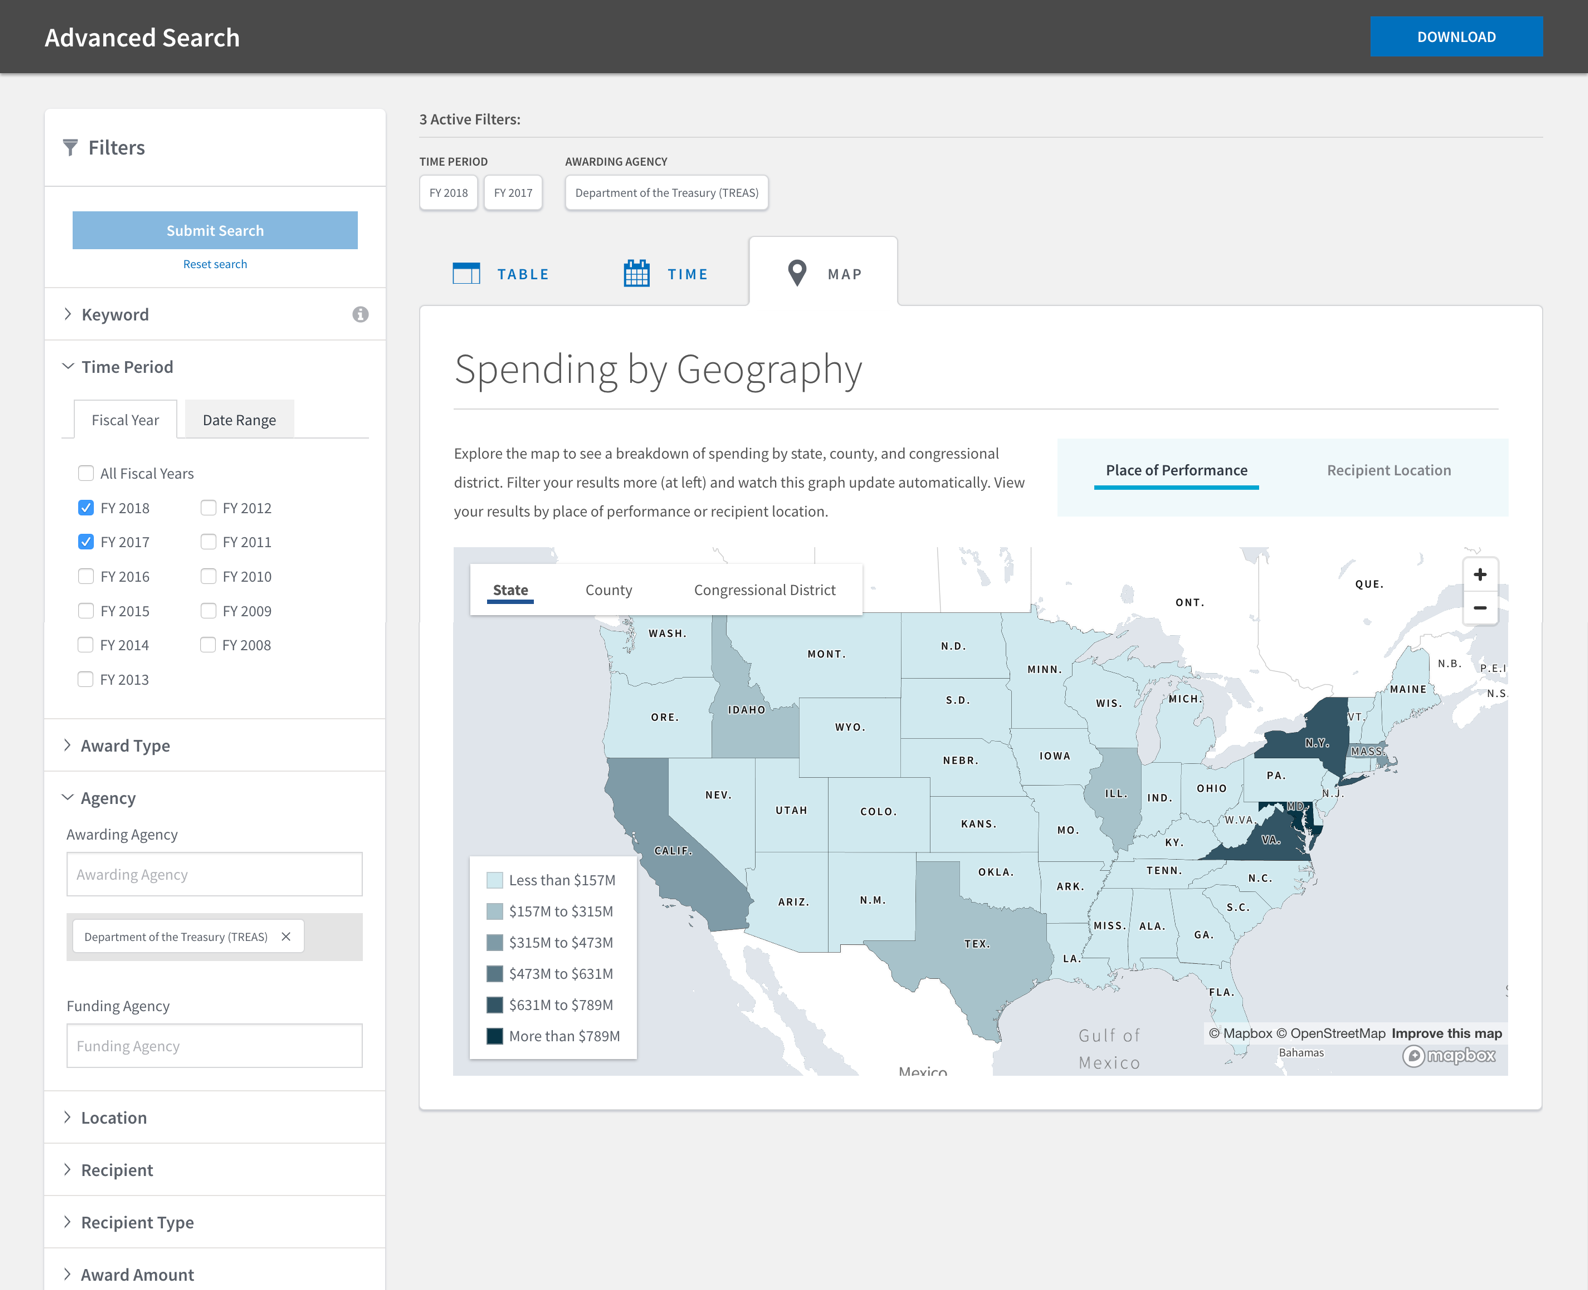 Advanced Search
DOWNLOAD
Filters
Submit Search
Reset search
Keyword
Time Period
Fiscal Year
Date Range
All Fiscal Years
FY 2018
FY 2012
FY 2017
FY 2011
FY 2016
FY 2010
FY 2015
FY 2009
FY 2014
FY 2008
FY 2013
Award Type
Agency
Awarding Agency
Awarding Agency
Department of the Treasury (TREAS)
Funding Agency
Funding Agency
Location
Recipient
Recipient Type
Award Amount
3 Active Filters:
TIME PERIOD
AWARDING AGENCY
FY 2018
FY 2017
Department of the Treasury (TREAS)
TABLE
TIME
MAP
Spending by Geography
Explore the map to see a breakdown of spending by state, county, and congressional
district. Filter your results more (at left) and watch this graph update automatically. View
your results by place of performance or recipient location.
Place of Performance
Recipient Location
State
County
Congressional District
QUE.
ONT.
WASH.
MONT.
N.D.
MINN.
N.B.
P.E.I
N.S.
MAINE
ORE.
IDAHO
WYO.
S.D.
WIS.
MICH.
VT.
N.Y.
MASS.
NEBR.
IOWA
NEV.
UTAH
COLO.
ILL.
IND.
OHIO
PA.
N.J.
MD.
CALIF.
KANS.
MO.
KY.
W.VA.
VA.
ARIZ.
N.M.
OKLA.
ARK.
TENN.
N.C.
S.C.
MISS.
ALA.
GA.
TEX.
LA.
FLA.
Gulf of
Mexico
Mexico
Bahamas
Less than $157M
$157M to $315M
$315M to $473M
$473M to $631M
$631M to $789M
More than $789M
© Mapbox © OpenStreetMap Improve this map
mapbox